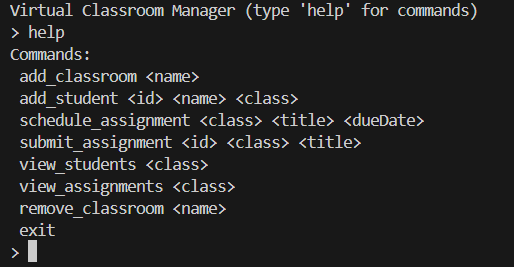 Virtual Classroom Manager (type 'help' for commands)
> help
Commands:
add_classroom <name>
add_student <id> <name> <class>
schedule_assignment <class> <title> <dueDate>
submit_assignment <id> <class> <title>
view_students <class>
view_assignments <class>
remove_classroom <name>
exit
>